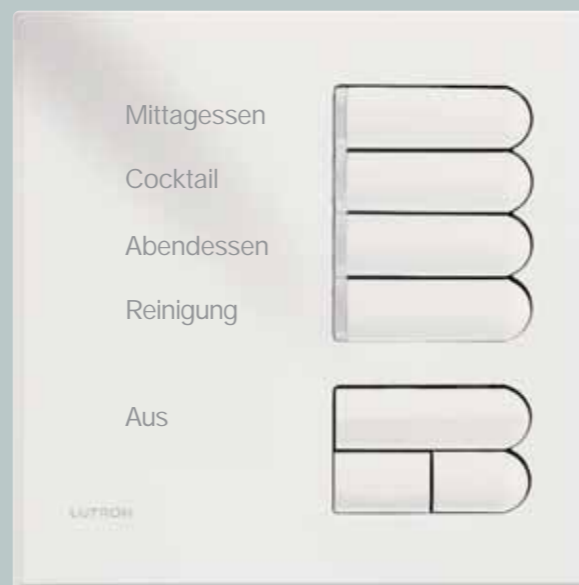 Mittagessen
Cocktail
Abendessen
Reinigung
Aus
LUTRON